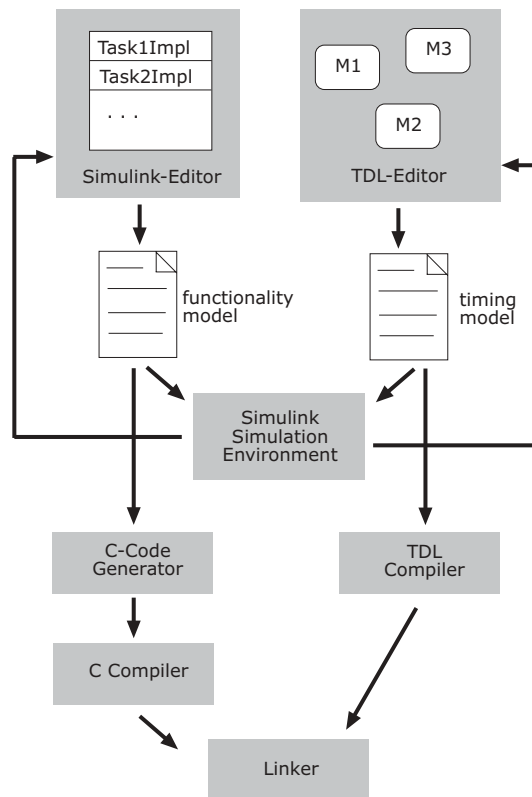 Task1Impl
Task2Impl
. . .
Simulink-Editor
M1
M3
M2
TDL-Editor
functionality
model
timing
model
Simulink
Simulation
Environment
C-Code
Generator
TDL
Compiler
C Compiler
Linker